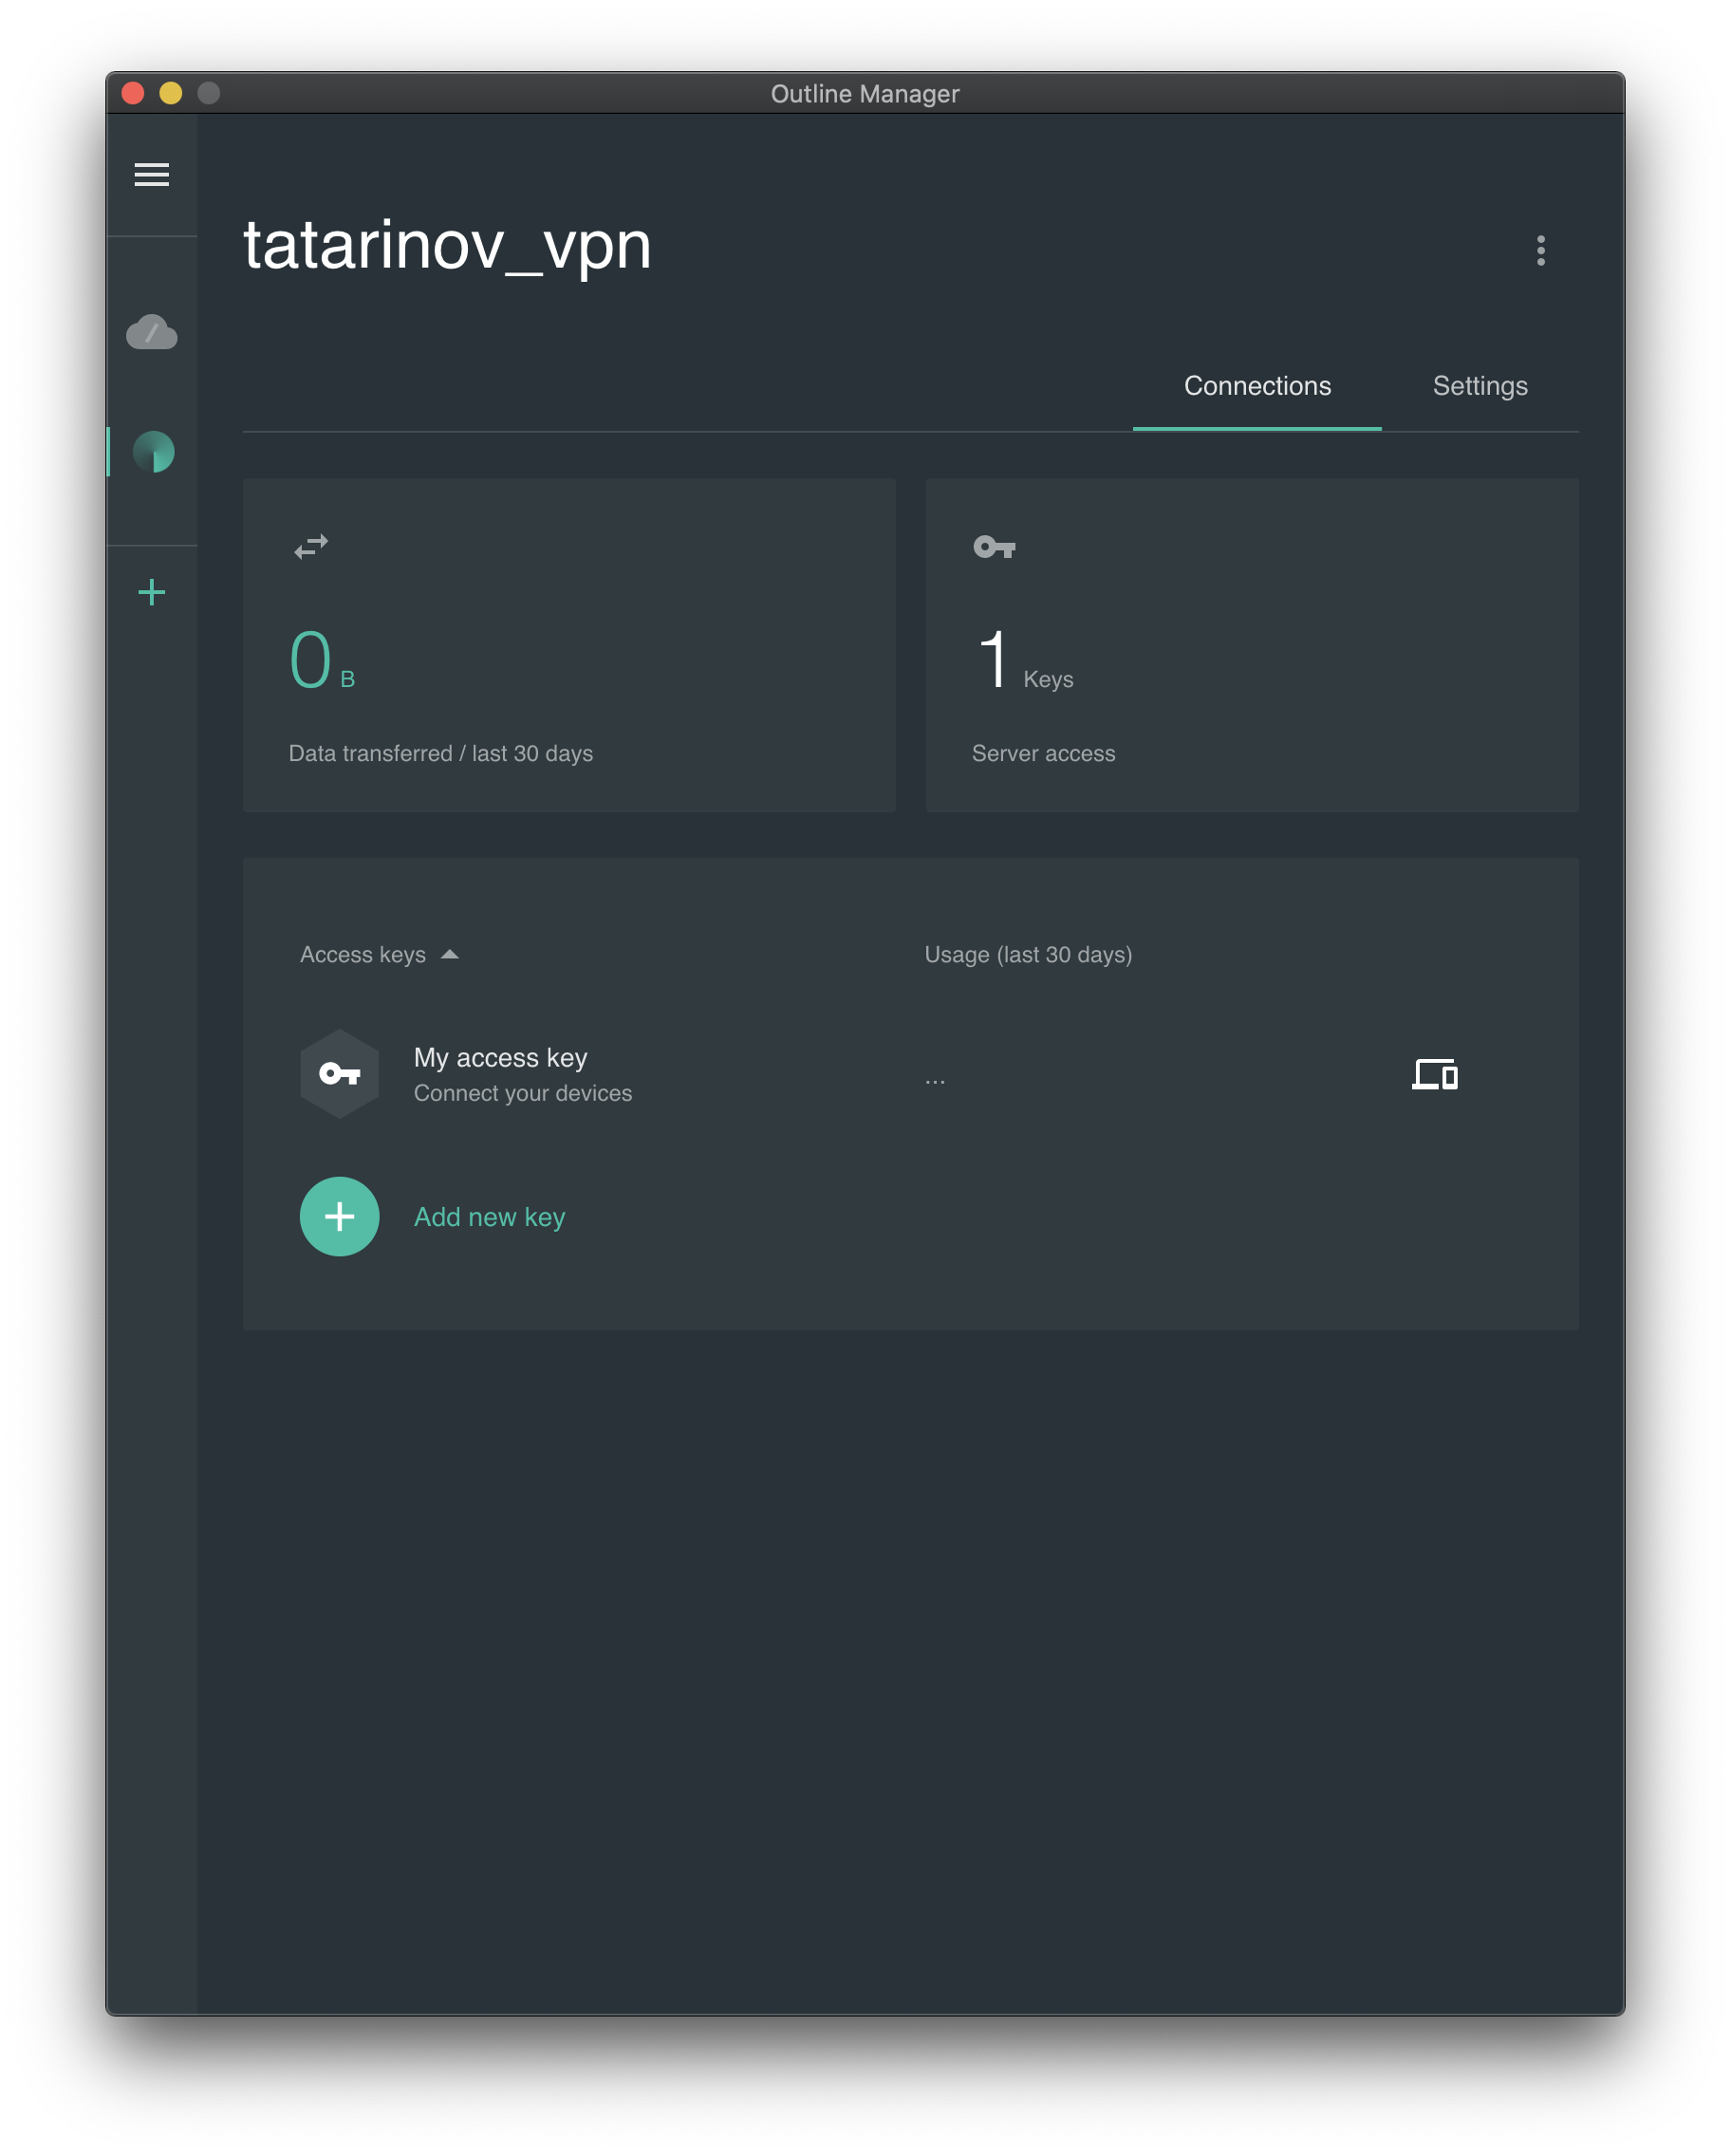 Outline Manager
tatarinov_vpn
Connections
Settings
0 B
Data transferred / last 30 days
1 Keys
Server access
Access keys
Usage (last 30 days)
My access key
Connect your devices
...
Add new key